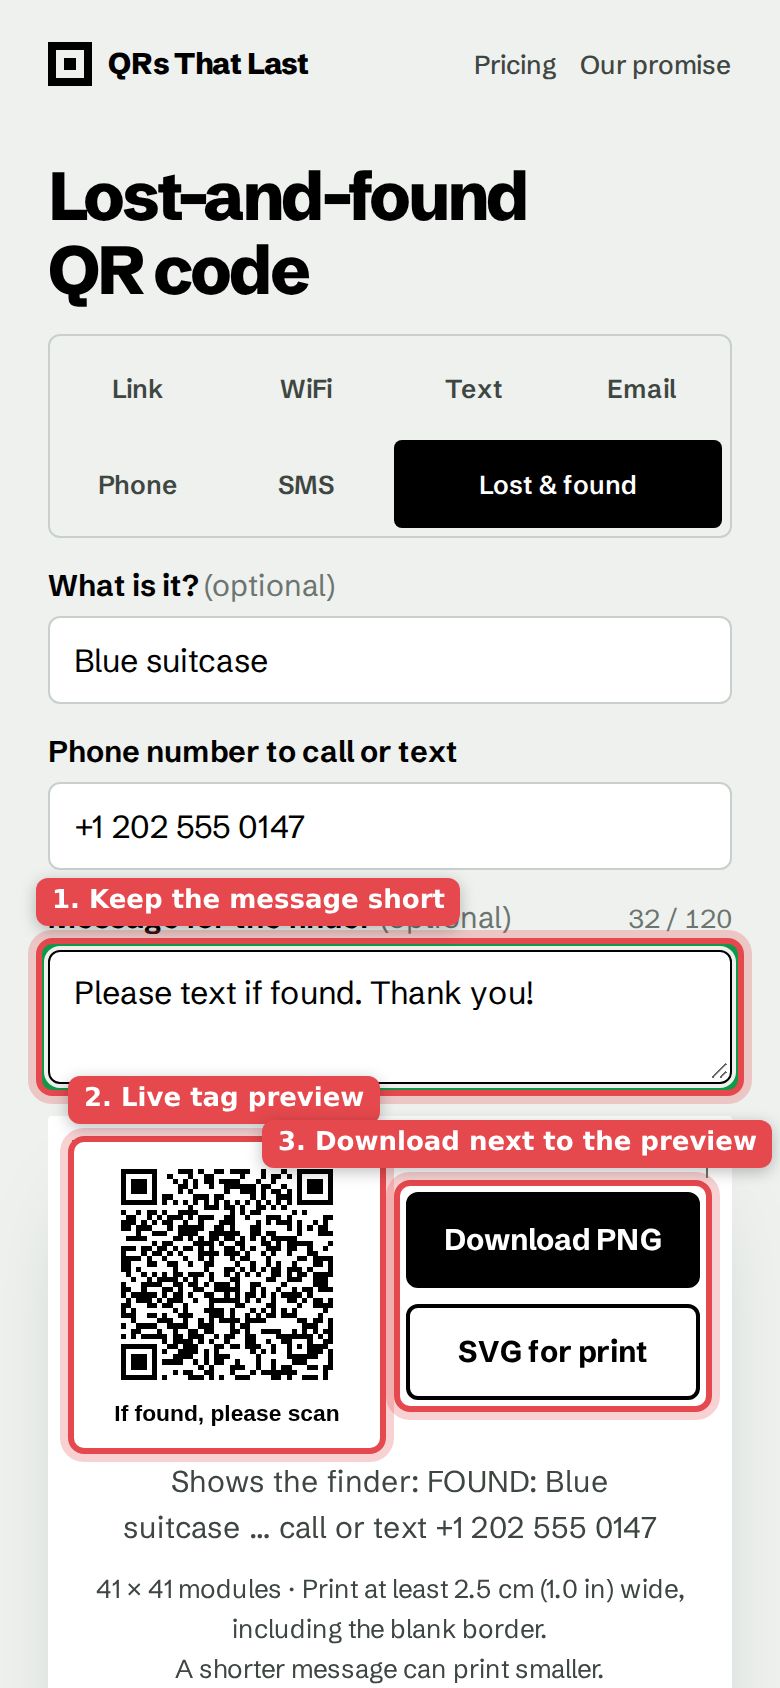 QRs That Last
Pricing Our promise
Lost-and-found
QR code
Link WiFi Text Email
Phone SMS Lost & found
What is it? (optional)
Blue suitcase
Phone number to call or text
+1 202 555 0147
1. Keep the message short
Message for the finder (optional) 32 / 120
Please text if found. Thank you!
2. Live tag preview
3. Download next to the preview
Download PNG
SVG for print
If found, please scan
Shows the finder: FOUND: Blue
suitcase ... call or text +1 202 555 0147
41 × 41 modules · Print at least 2.5 cm (1.0 in) wide,
including the blank border.
A shorter message can print smaller.